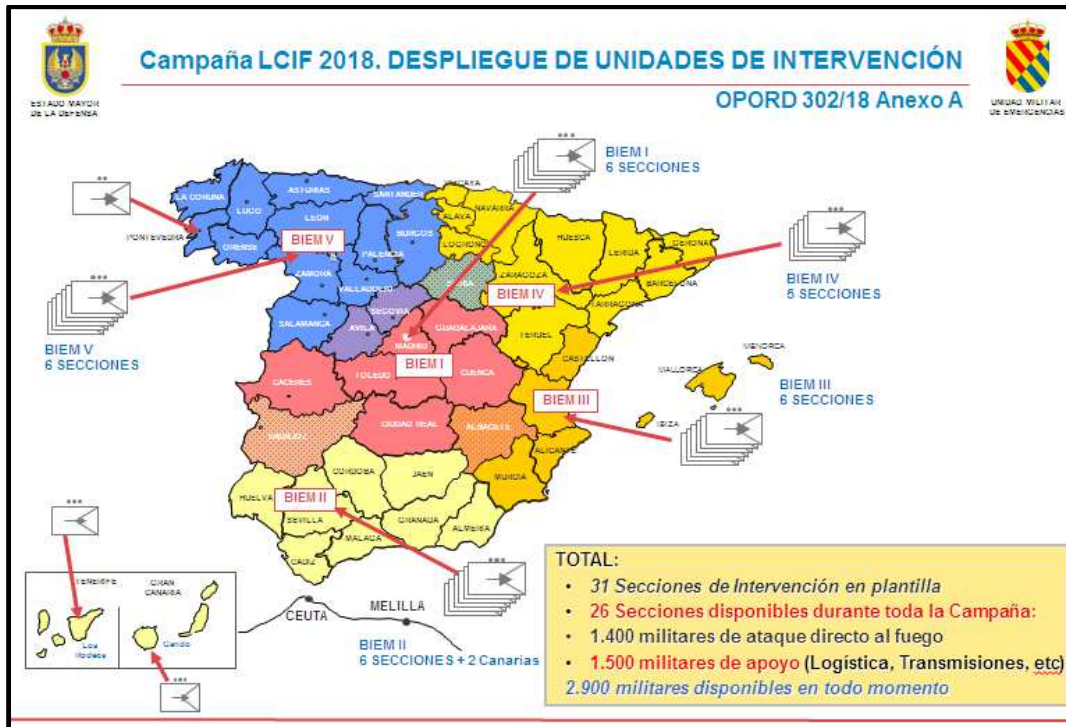 Campaña LCIF 2018. DESPLIEGUE DE UNIDADES DE INTERVENCIÓN
OPORD 302/18 Anexo A
ESTADO MAYOR
DE LA DEFENSA
UNIDAD MILITAR
DE EMERGENCIAS
BIEM I
6 SECCIONES
LA CORUÑA
LUGO
ASTURIAS
SANTANDER
NAVARRA
ALAVA
LEON
PONTEVEDRA
ORENSE
BURGOS
LOGROÑO
HUESCA
LERIDA
GERONA
BIEM V
PALENCIA
ZAMORA
ZARAGOZA
BARCELONA
BIEM IV
TARRAGONA
BIEM IV
5 SECCIONES
VALLADOLID
SEGOVIA
SALAMANCA
AVILA
GUADALAJARA
MADRID
TERUEL
BIEM V
6 SECCIONES
CASTELLON
MENORCA
MALLORCA
BIEM I
CACERES
TOLEDO
CUENCA
BIEM III
6 SECCIONES
BIEM III
IBIZA
BADAJOZ
CIUDAD REAL
ALBACETE
ALICANTE
MURCIA
CORDOBA
JAEN
HUELVA
BIEM II
SEVILLA
GRANADA
ALMERIA
MALAGA
CADIZ
TENERIFE
GRAN
CANARIA
Los
Rodeos
Gando
CEUTA
MELILLA
BIEM II
6 SECCIONES + 2 Canarias
TOTAL:
• 31 Secciones de Intervención en plantilla
• 26 Secciones disponibles durante toda la Campaña:
• 1.400 militares de ataque directo al fuego
• 1.500 militares de apoyo (Logística, Transmisiones, etc)
2.900 militares disponibles en todo momento